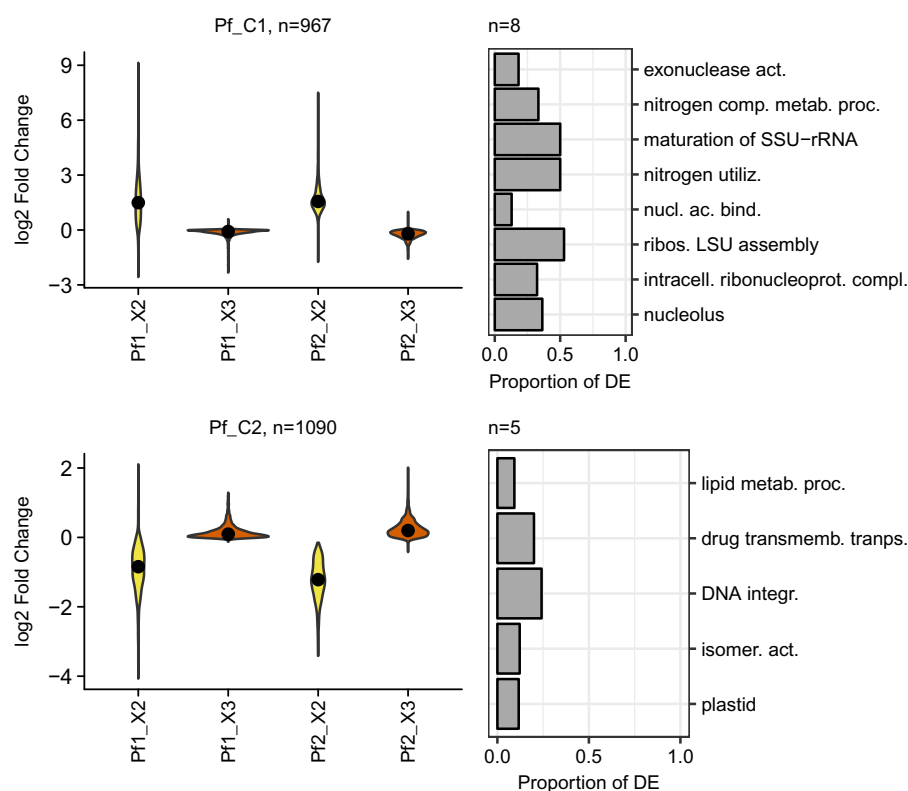 Pf_C1, n=967
n=8
log2 Fold Change
9
6
3
0
−3
Pf1_X2
Pf1_X3
Pf2_X2
Pf2_X3
exonuclease act.
nitrogen comp. metab. proc.
maturation of SSU−rRNA
nitrogen utiliz.
nucl. ac. bind.
ribos. LSU assembly
intracell. ribonucleoprot. compl.
nucleolus
0.0 0.5 1.0
Proportion of DE
Pf_C2, n=1090
n=5
log2 Fold Change
2
0
−2
−4
Pf1_X2
Pf1_X3
Pf2_X2
Pf2_X3
lipid metab. proc.
drug transmemb. tranps.
DNA integr.
isomer. act.
plastid
0.0 0.5 1.0
Proportion of DE